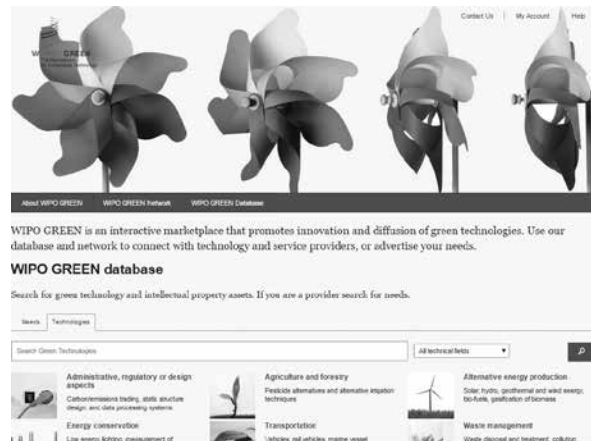 Contact Us | My Account | Help
WIPO GREEN
About WIPO GREEN WIPO GREEN Network WIPO GREEN Database
WIPO GREEN is an interactive marketplace that promotes innovation and diffusion of green technologies. Use our
database and network to connect with technology and service providers, or advertise your needs.
WIPO GREEN database
Search for green technology and intellectual property assets. If you are a provider search for needs.
Needs Technologies
Search Green Technologies All technical fields
Administrative, regulatory or design
aspects
Carbon/emissions trading, static structure
design, and data processing systems
Agriculture and forestry
Pesticide alternatives and alternative irrigation
techniques
Alternative energy production
Solar, hydro, geothermal and wind energy,
bio-fuels, gasification of biomass
Energy conservation
Low energy lighting, measurement of
Transportation
Vehicles, rail vehicles, marine vessel
Waste management
Waste disposal and treatment, pollution